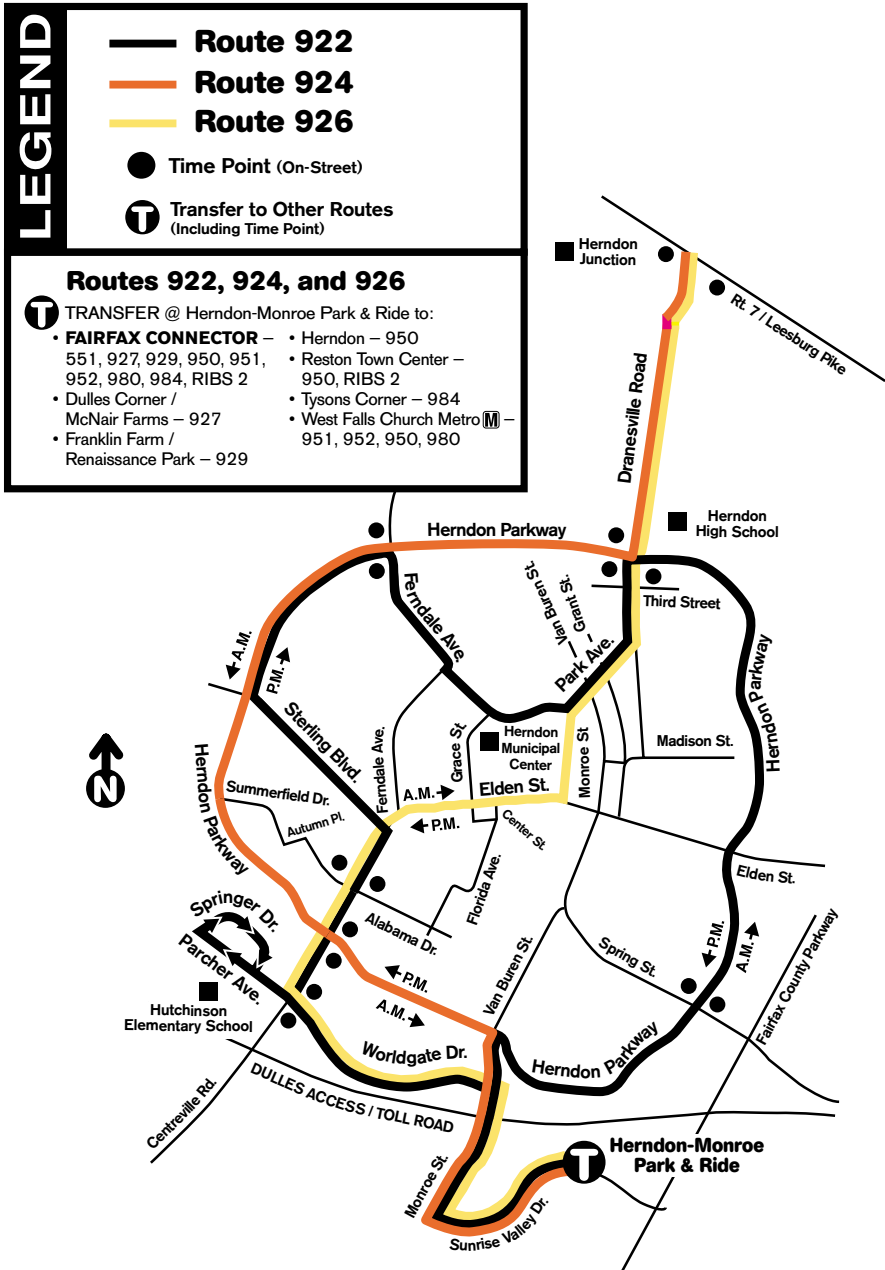 LEGEND
Route 922
Route 924
Route 926
Time Point (On-Street)
T
Transfer to Other Routes
(Including Time Point)
Routes 922, 924, and 926
T
TRANSFER @ Herndon-Monroe Park & Ride to:
• FAIRFAX CONNECTOR –
551, 927, 929, 950, 951,
952, 980, 984, RIBS 2
• Dulles Corner /
McNair Farms – 927
• Franklin Farm /
Renaissance Park – 929
• Herndon – 950
• Reston Town Center –
950, RIBS 2
• Tysons Corner – 984
• West Falls Church Metro M –
951, 952, 950, 980
Herndon
Junction
Rt. 7 / Leesburg Pike
Dranesville Road
Herndon
High School
Herndon Parkway
Third Street
Van Buren St.
Grant St.
Ferndale Ave.
Park Ave.
A.M.
P.M.
Herndon Parkway
Sterling Blvd.
Ferndale Ave.
Grace St
Herndon
Municipal
Center
Monroe St
Madison St.
N
Herndon Parkway
Summerfield Dr.
Autumn Pl.
A.M.
Elden St.
P.M.
Center St
Elden St.
Florida Ave.
Alabama Dr.
Springer Dr.
Parcher Ave.
Van Buren St.
Spring St.
P.M.
A.M.
Fairfax County Parkway
Hutchinson
Elementary School
P.M.
A.M.
Worldgate Dr.
Herndon Parkway
DULLES ACCESS / TOLL ROAD
Centreville Rd.
Monroe St.
T
Herndon-Monroe
Park & Ride
Sunrise Valley Dr.